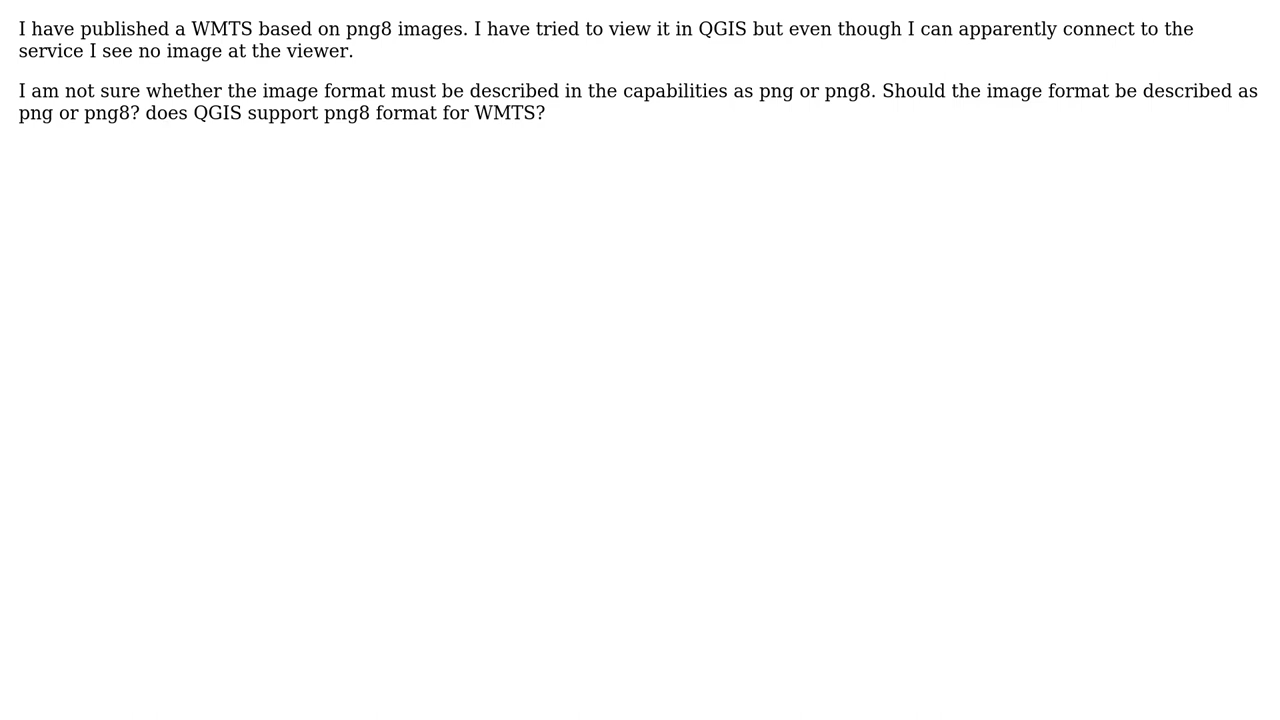 I have published a WMTS based on png8 images. I have tried to view it in QGIS but even though I can apparently connect to the
service I see no image at the viewer.
I am not sure whether the image format must be described in the capabilities as png or png8. Should the image format be described as
png or png8? does QGIS support png8 format for WMTS?